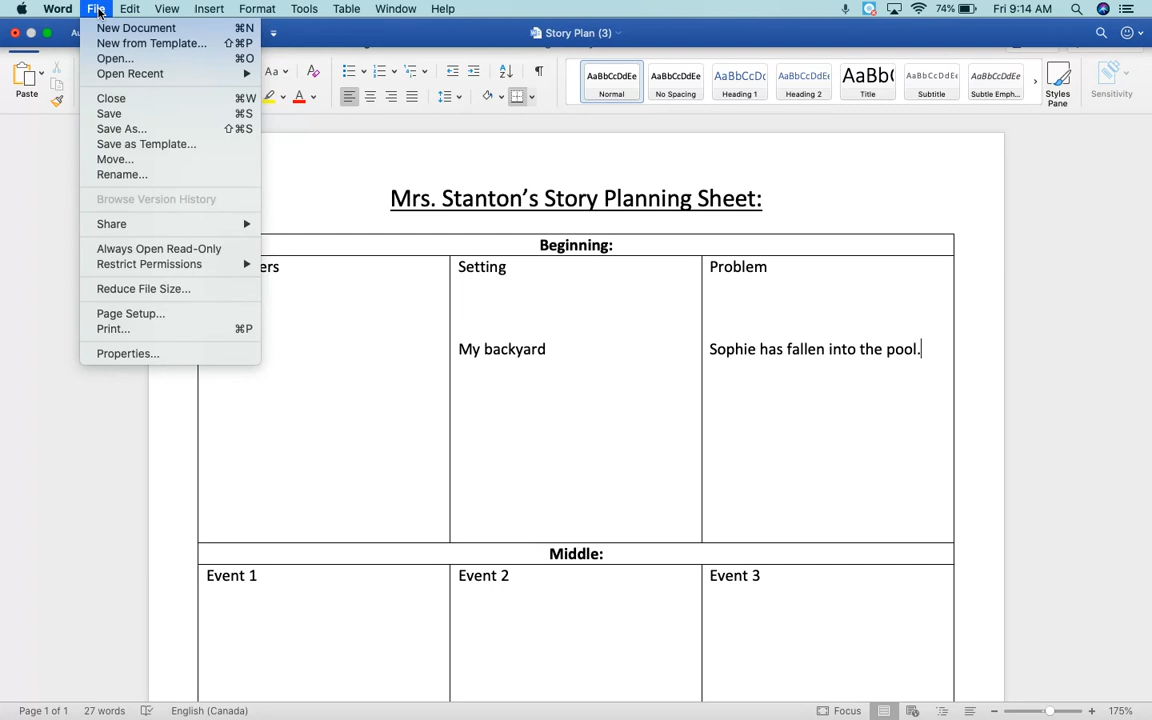 Word File Edit View Insert Format Tools Table Window Help 74% Fri 9:14 AM
Story Plan (3)
New Document ⌘N
New from Template... ⇧⌘P
Open... ⌘O
Open Recent
Close ⌘W
Save ⌘S
Save As... ⇧⌘S
Save as Template...
Move...
Rename...
Browse Version History
Share
Always Open Read-Only
Restrict Permissions
Reduce File Size...
Page Setup...
Print... ⌘P
Properties...
Paste
Aa
A
AaBbCcDdEe AaBbCcDdEe AaBbCcDc AaBbCcDdEe AaBb( AaBbCcDdEe AaBbCcDdEe
Normal No Spacing Heading 1 Heading 2 Title Subtitle Subtle Emph...
Styles
Pane
Sensitivity
Mrs. Stanton's Story Planning Sheet:
Beginning:
ers Setting Problem
My backyard Sophie has fallen into the pool.
Middle:
Event 1 Event 2 Event 3
Page 1 of 1 27 words English (Canada) Focus 175%